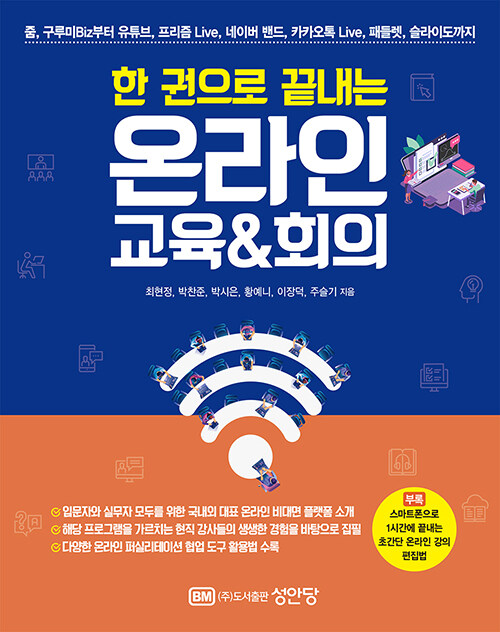 줌, 구루미Biz부터 유튜브, 프리즘 Live, 네이버 밴드, 카카오톡 Live, 패들렛, 슬라이도까지
한 권으로 끝내는
온라인
교육&회의
최현정, 박찬준, 박시은, 황예니, 이장덕, 주슬기 지음
입문자와 실무자 모두를 위한 국내외 대표 온라인 비대면 플랫폼 소개
해당 프로그램을 가르치는 현직 강사들의 생생한 경험을 바탕으로 집필
다양한 온라인 퍼실리테이션 협업 도구 활용법 수록
부록
스마트폰으로
1시간에 끝내는
초간단 온라인 강의
편집법
BM (주)도서출판 성안당